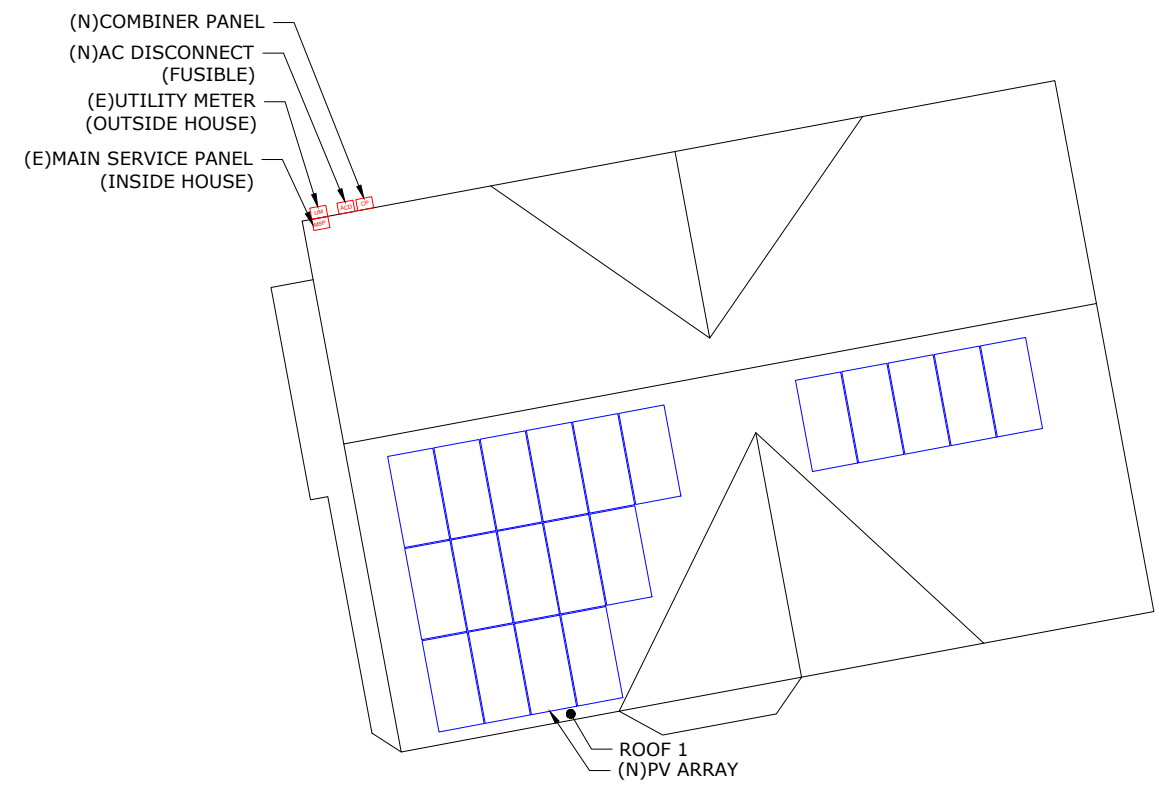 (N)COMBINER PANEL
(N)AC DISCONNECT
(FUSIBLE)
(E)UTILITY METER
(OUTSIDE HOUSE)
(E)MAIN SERVICE PANEL
(INSIDE HOUSE)
UM
ACD
CP
MSP
ROOF 1
(N)PV ARRAY